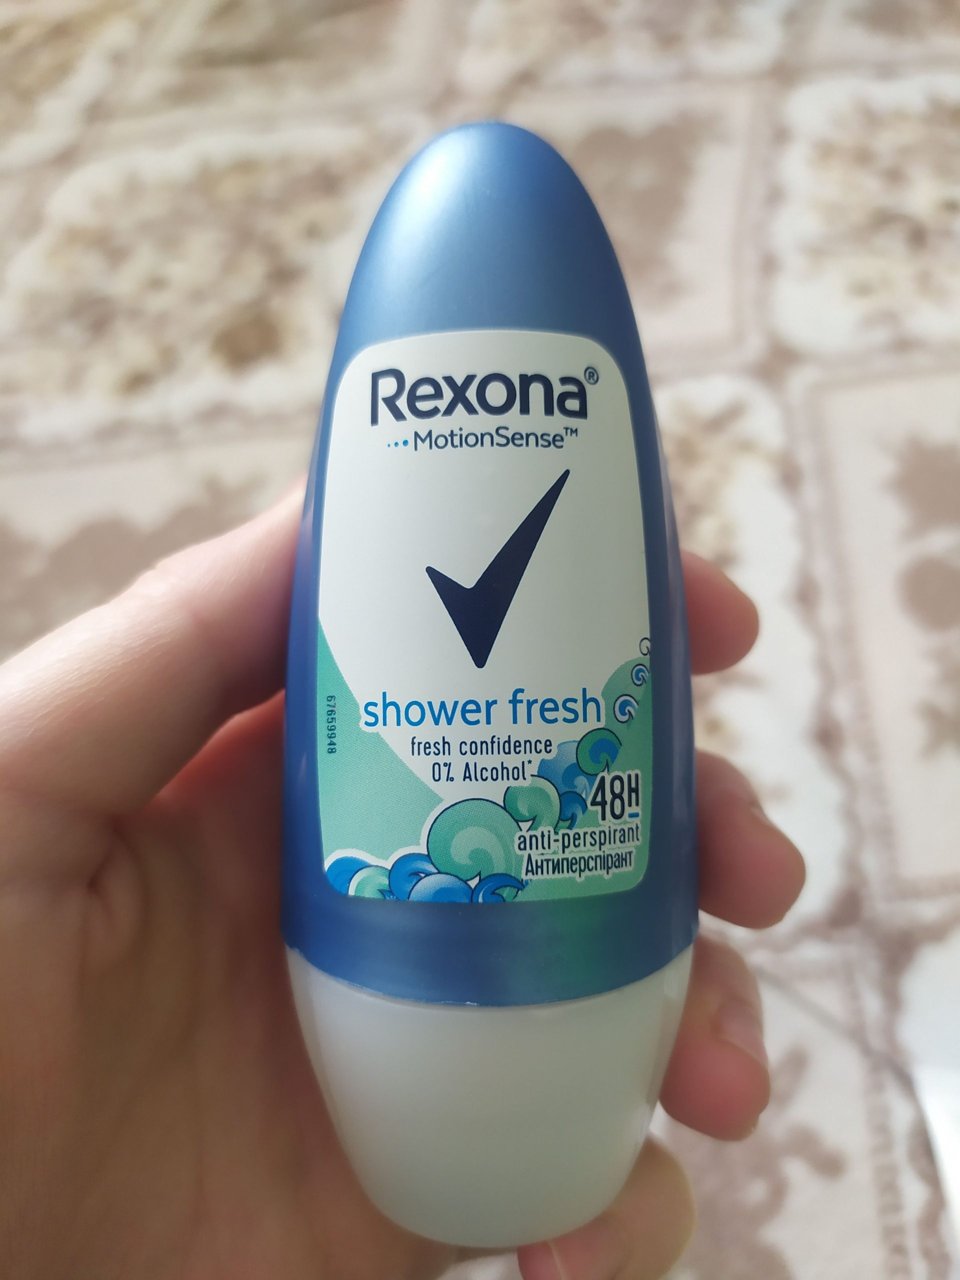 Rexona®
...MotionSense™
shower fresh
fresh confidence
0% Alcohol*
48H
anti-perspirant
Антиперспірант
67659948